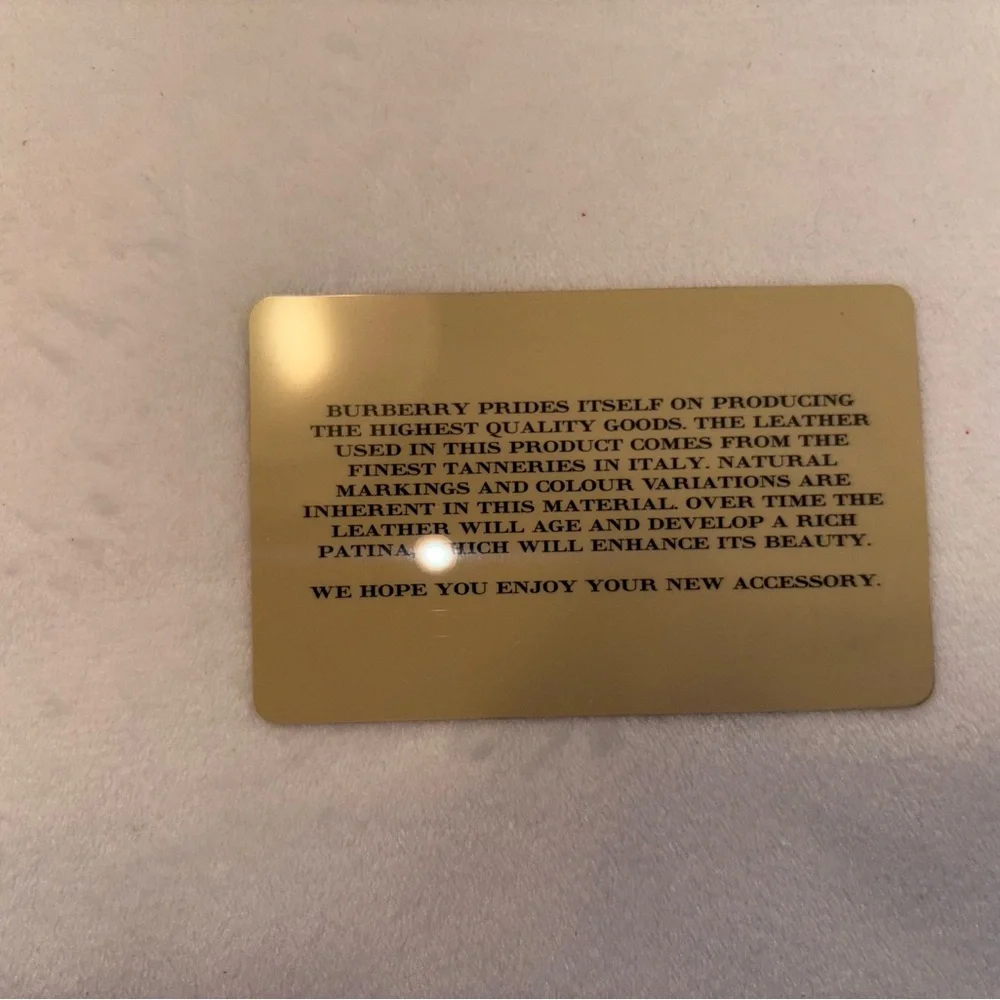 BURBERRY PRIDES ITSELF ON PRODUCING
THE HIGHEST QUALITY GOODS. THE LEATHER
USED IN THIS PRODUCT COMES FROM THE
FINEST TANNERIES IN ITALY. NATURAL
MARKINGS AND COLOUR VARIATIONS ARE
INHERENT IN THIS MATERIAL. OVER TIME THE
LEATHER WILL AGE AND DEVELOP A RICH
PATINA, WHICH WILL ENHANCE ITS BEAUTY.
WE HOPE YOU ENJOY YOUR NEW ACCESSORY.